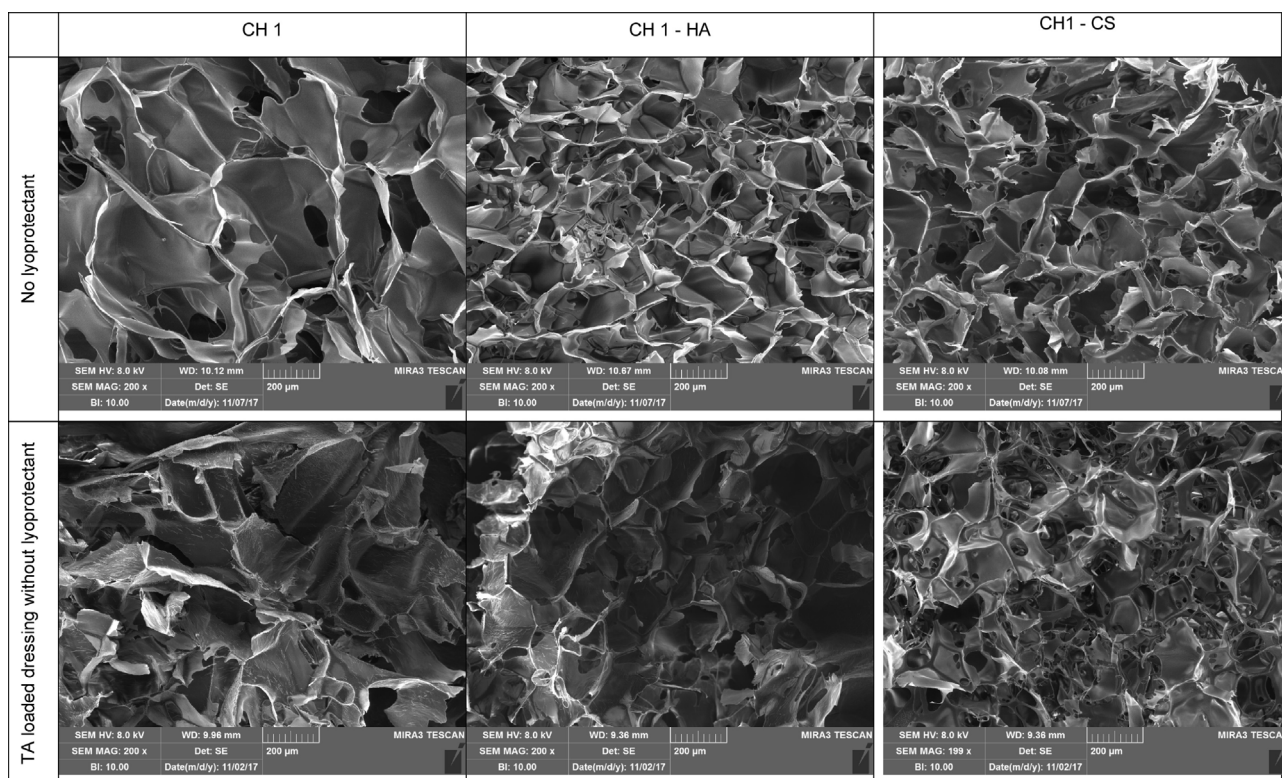 CH 1
CH 1 - HA
CH1 - CS
No lyoprotectant
SEM HV: 8.0 kV WD: 10.12 mm MIRA3 TESCAN
SEM MAG: 200 x Det: SE 200 µm
BI: 10.00 Date(m/d/y): 11/07/17
SEM HV: 8.0 kV WD: 10.67 mm MIRA3 TESCAN
SEM MAG: 200 x Det: SE 200 µm
BI: 10.00 Date(m/d/y): 11/07/17
SEM HV: 8.0 kV WD: 10.08 mm MIRA3 TESCAN
SEM MAG: 200 x Det: SE 200 µm
BI: 10.00 Date(m/d/y): 11/07/17
TA loaded dressing without lyoprotectant
SEM HV: 8.0 kV WD: 9.96 mm MIRA3 TESCAN
SEM MAG: 200 x Det: SE 200 µm
BI: 10.00 Date(m/d/y): 11/02/17
SEM HV: 8.0 kV WD: 9.36 mm MIRA3 TESCAN
SEM MAG: 200 x Det: SE 200 µm
BI: 10.00 Date(m/d/y): 11/02/17
SEM HV: 8.0 kV WD: 9.36 mm MIRA3 TESCAN
SEM MAG: 199 x Det: SE 200 µm
BI: 10.00 Date(m/d/y): 11/02/17